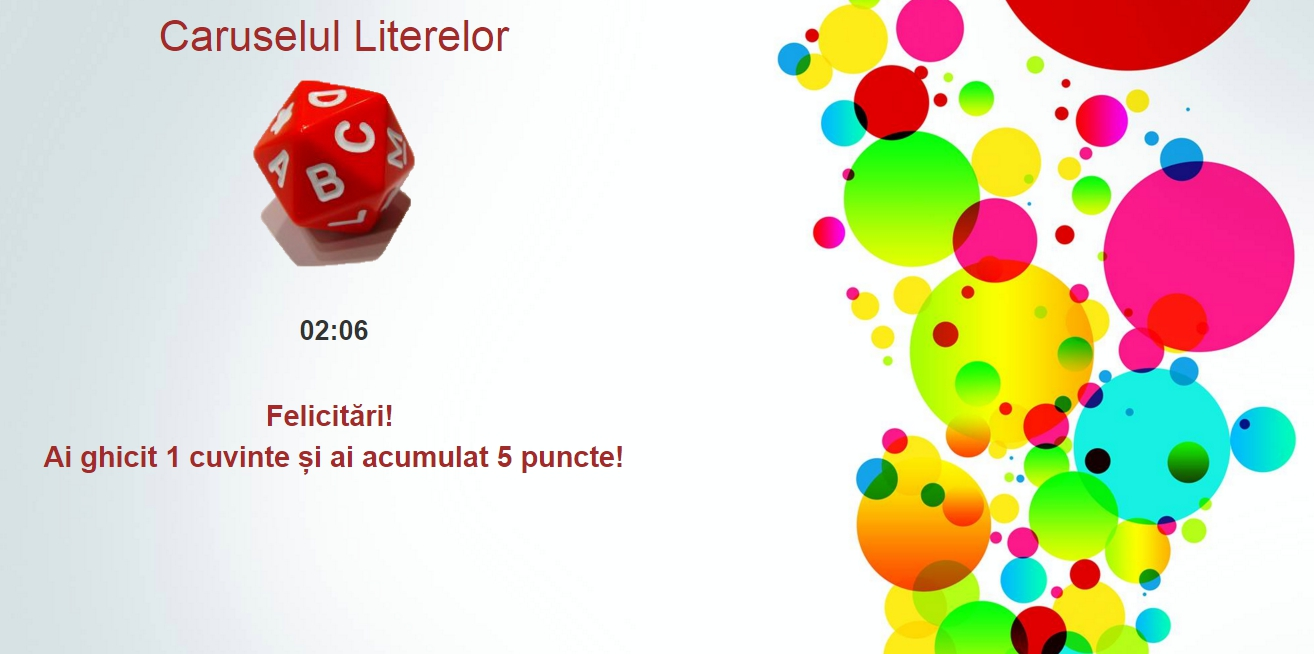 Caruselul Literelor
D
C
M
A
B
L
02:06
Felicitări!
Ai ghicit 1 cuvinte și ai acumulat 5 puncte!